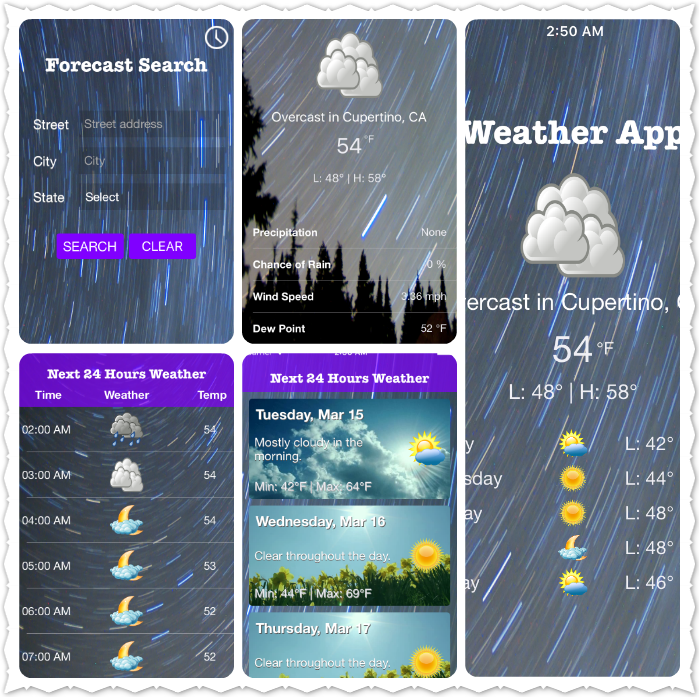 Forecast Search
Street Street address
City City
State Select
SEARCH CLEAR
Overcast in Cupertino, CA
54 °F
L: 48° | H: 58°
Precipitation None
Chance of Rain 0 %
Wind Speed 3.36 mph
Dew Point 52 °F
2:50 AM
Weather App
ercast in Cupertino,
54 °F
L: 48° | H: 58°
y L: 42°
sday L: 44°
ay L: 48°
L: 48°
ay L: 46°
Next 24 Hours Weather
Time Weather Temp
02:00 AM 54
03:00 AM 54
04:00 AM 54
05:00 AM 53
06:00 AM 52
07:00 AM 52
Next 24 Hours Weather
Tuesday, Mar 15
Mostly cloudy in the
morning.
Min: 42°F | Max: 64°F
Wednesday, Mar 16
Clear throughout the day.
Min: 44°F | Max: 69°F
Thursday, Mar 17
Clear throughout the day.